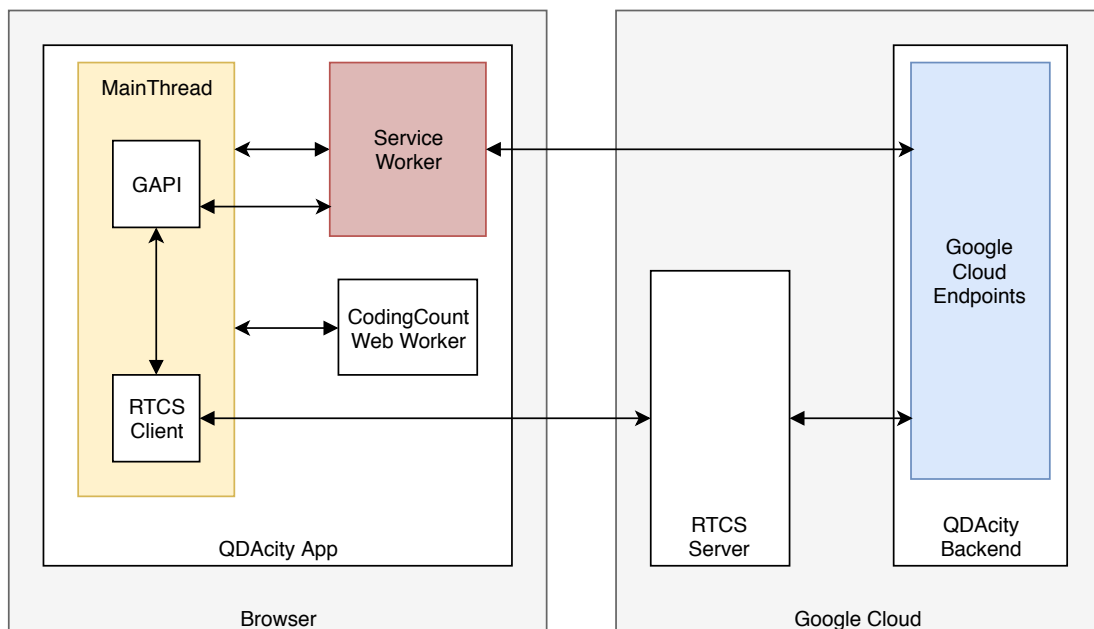 MainThread
GAPI
Service
Worker
CodingCount
Web Worker
RTCS
Client
QDAcity App
Browser
Google
Cloud
Endpoints
RTCS
Server
QDAcity
Backend
Google Cloud